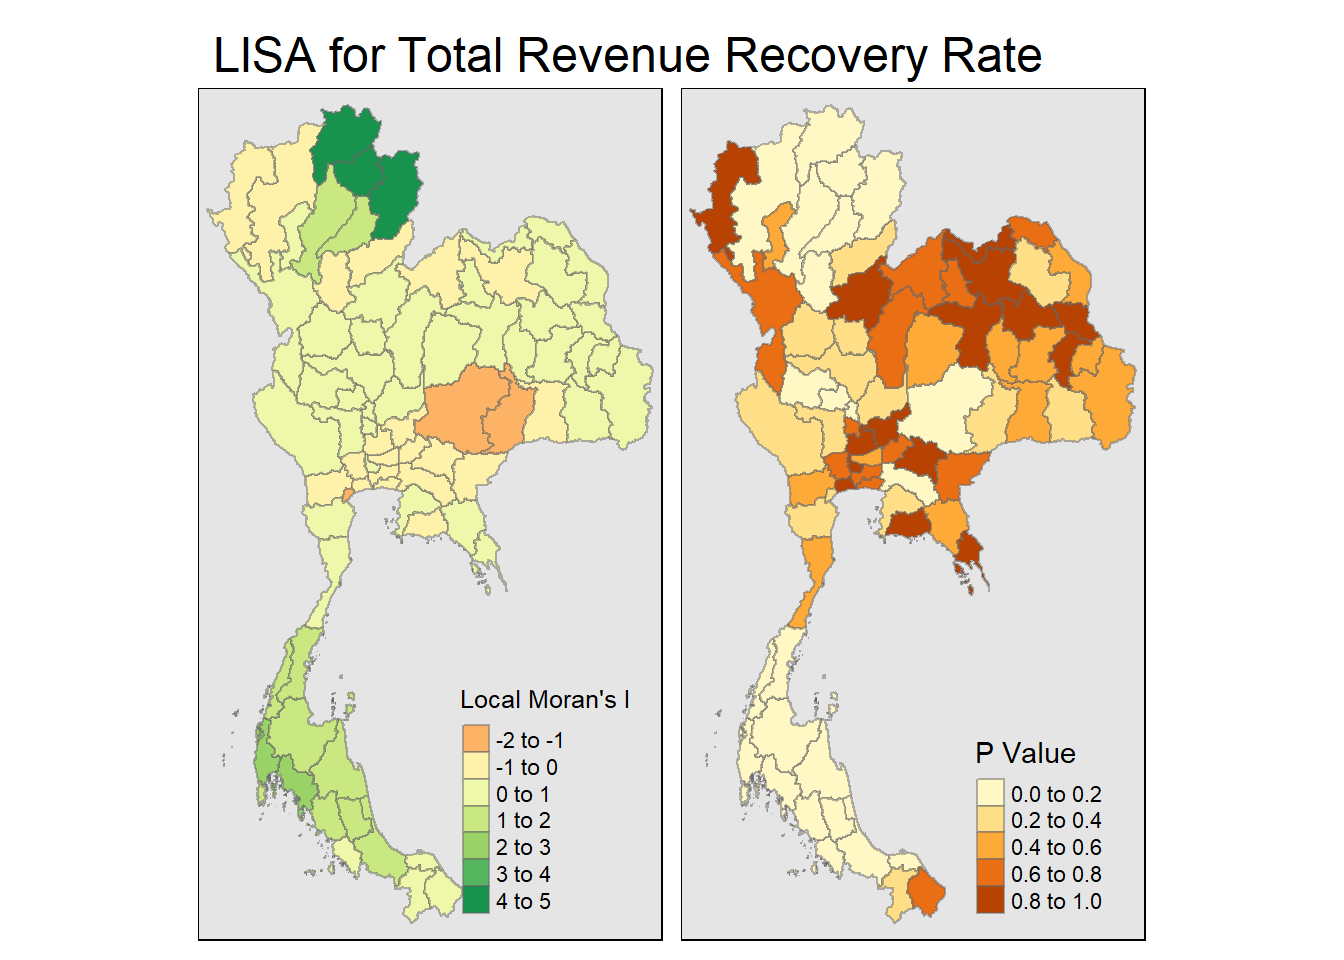 LISA for Total Revenue Recovery Rate
Local Moran's I
-2 to -1
-1 to 0
0 to 1
1 to 2
2 to 3
3 to 4
4 to 5
P Value
0.0 to 0.2
0.2 to 0.4
0.4 to 0.6
0.6 to 0.8
0.8 to 1.0